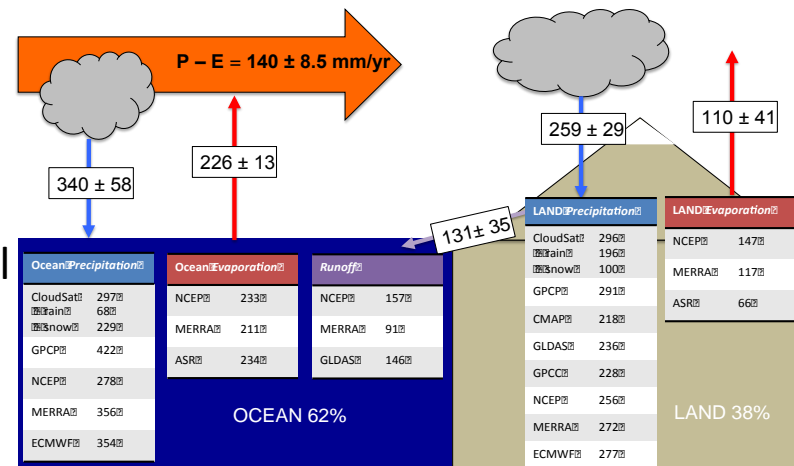 P – E = 140 ± 8.5 mm/yr
340 ± 58
226 ± 13
259 ± 29
110 ± 41
131± 35
Ocean Precipitation
CloudSat 297
rain 68
snow 229
GPCP 422
NCEP 278
MERRA 356
ECMWF 354
Ocean Evaporation
NCEP 233
MERRA 211
ASR 234
Runoff
NCEP 157
MERRA 91
GLDAS 146
OCEAN 62%
LAND Precipitation
CloudSat 296
rain 196
snow 100
GPCP 291
CMAP 218
GLDAS 236
GPCC 228
NCEP 256
MERRA 272
ECMWF 277
LAND Evaporation
NCEP 147
MERRA 117
ASR 66
LAND 38%